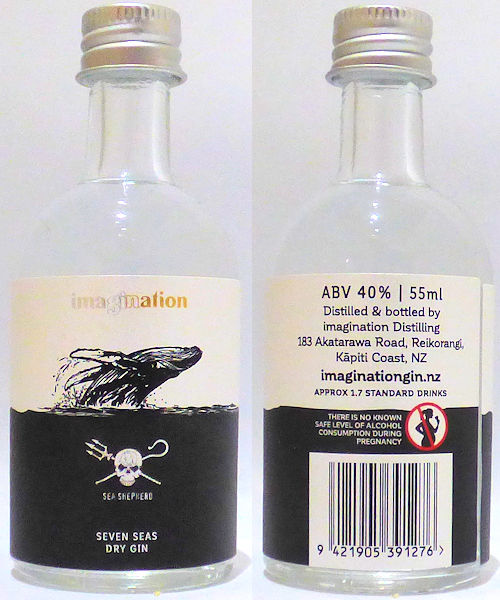 imagination
SEA SHEPHERD
SEVEN SEAS
DRY GIN
ABV 40% | 55ml
Distilled & bottled by
imagination Distilling
183 Akatarawa Road, Reikorangi,
Kāpiti Coast, NZ
imaginationgin.nz
APPROX 1.7 STANDARD DRINKS
THERE IS NO KNOWN
SAFE LEVEL OF ALCOHOL
CONSUMPTION DURING
PREGNANCY
9 421905 391276 >